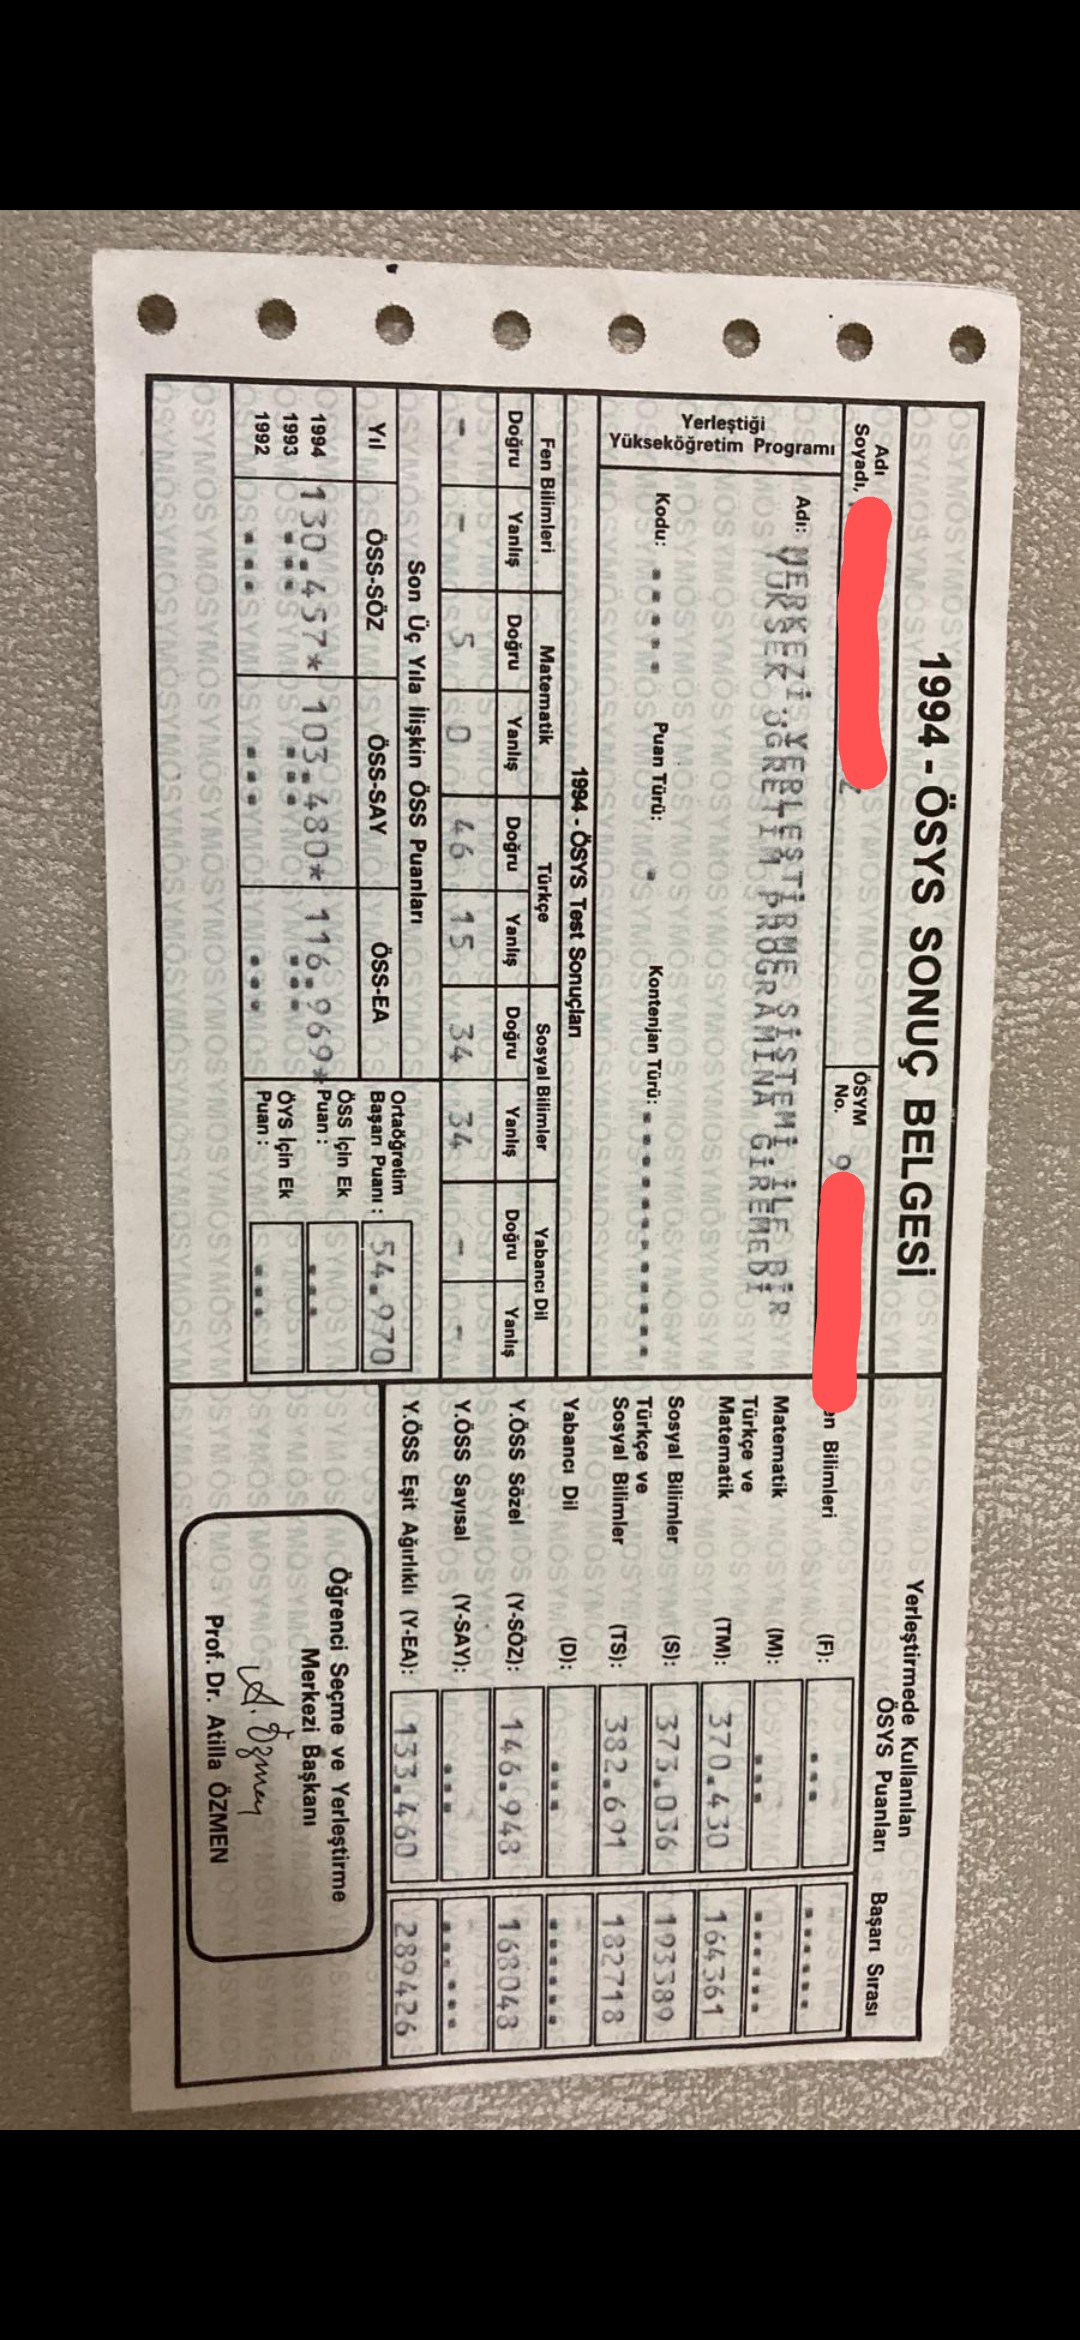 1994 - ÖSYS SONUÇ BELGESİ
Adı
Soyadı,
ÖSYM
No. 9
Yerleştiği
Yükseköğretim Programı
Adı: MERKEZİ YERLEŞTİRME SİSTEMİ İLE BİR
YÜKSEK ÖĞRETİM PROGRAMINA GİREMEDİ
Kodu: ▪▪▪▪▪ Puan Türü: ▪ Kontenjan Türü: ▪▪▪▪▪▪▪▪▪▪▪
1994 - ÖSYS Test Sonuçları
Fen Bilimleri Matematik Türkçe Sosyal Bilimler Yabancı Dil
Doğru Yanlış Doğru Yanlış Doğru Yanlış Doğru Yanlış Doğru Yanlış
- - 5 0 46 15 34 34 - -
Son Üç Yıla İlişkin ÖSS Puanları
Yıl ÖSS-SÖZ ÖSS-SAY ÖSS-EA
1994 130.457* 103.480* 116.969*
1993 ▪▪▪ ▪▪▪ ▪▪▪
1992 ▪▪▪ ▪▪▪▪ ▪▪▪
Ortaöğretim
Başarı Puanı : 54.970
ÖSS İçin Ek
Puan : ▪▪▪
ÖYS İçin Ek
Puan : ▪▪▪
Yerleştirmede Kullanılan
ÖSYS Puanları Başarı Sırası
en Bilimleri (F): ▪▪▪ ▪▪▪▪▪▪
Matematik (M): ▪▪▪ ▪▪▪▪▪▪
Türkçe ve
Matematik (TM): 370.430 164361
Sosyal Bilimler (S): 373.036 193389
Türkçe ve
Sosyal Bilimler (TS): 382.691 182718
Yabancı Dil (D): ▪▪▪ ▪▪▪▪▪▪
Y.ÖSS Sözel (Y-SÖZ): 146.948 168048
Y.ÖSS Sayısal (Y-SAY): ▪▪▪ ▪▪▪▪▪▪
Y.ÖSS Eşit Ağırlıklı (Y-EA): 133.460 289426
Öğrenci Seçme ve Yerleştirme
Merkezi Başkanı
A. Özmen
Prof. Dr. Atilla ÖZMEN